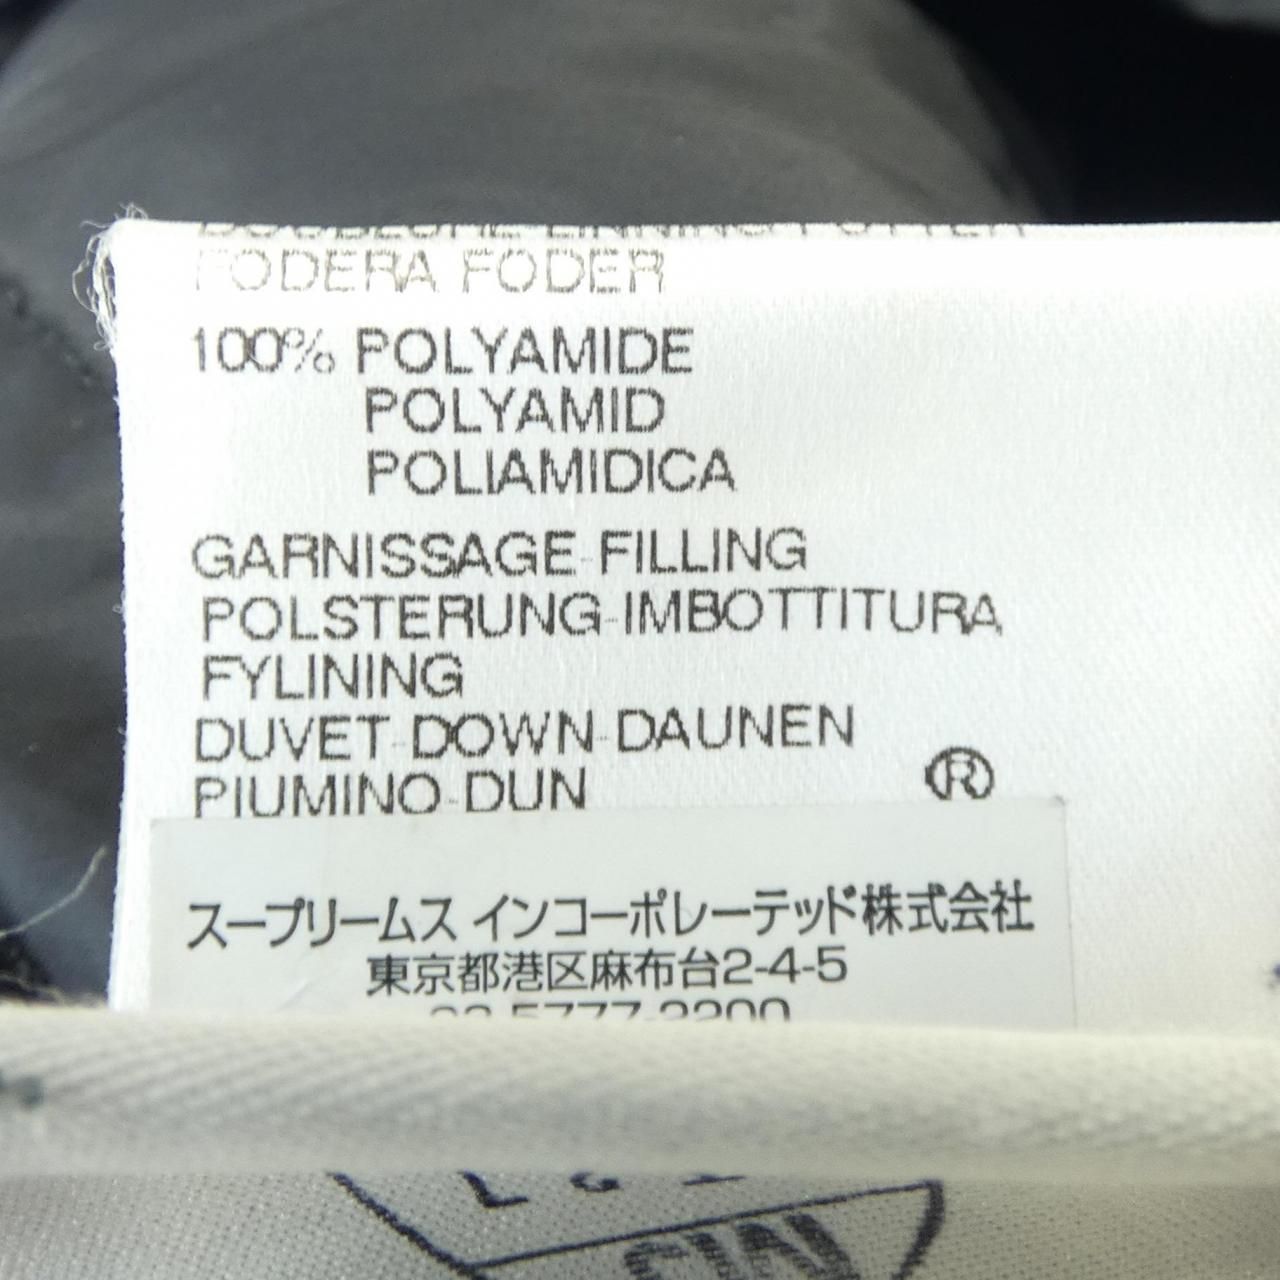 FODERA FODER
100% POLYAMIDE
POLYAMID
POLIAMIDICA
GARNISSAGE-FILLING
POLSTERUNG-IMBOTTITURA
FYLINING
DUVET-DOWN-DAUNEN
PIUMINO-DUN
®
スープリームス インコーポレーテッド株式会社
東京都港区麻布台2-4-5